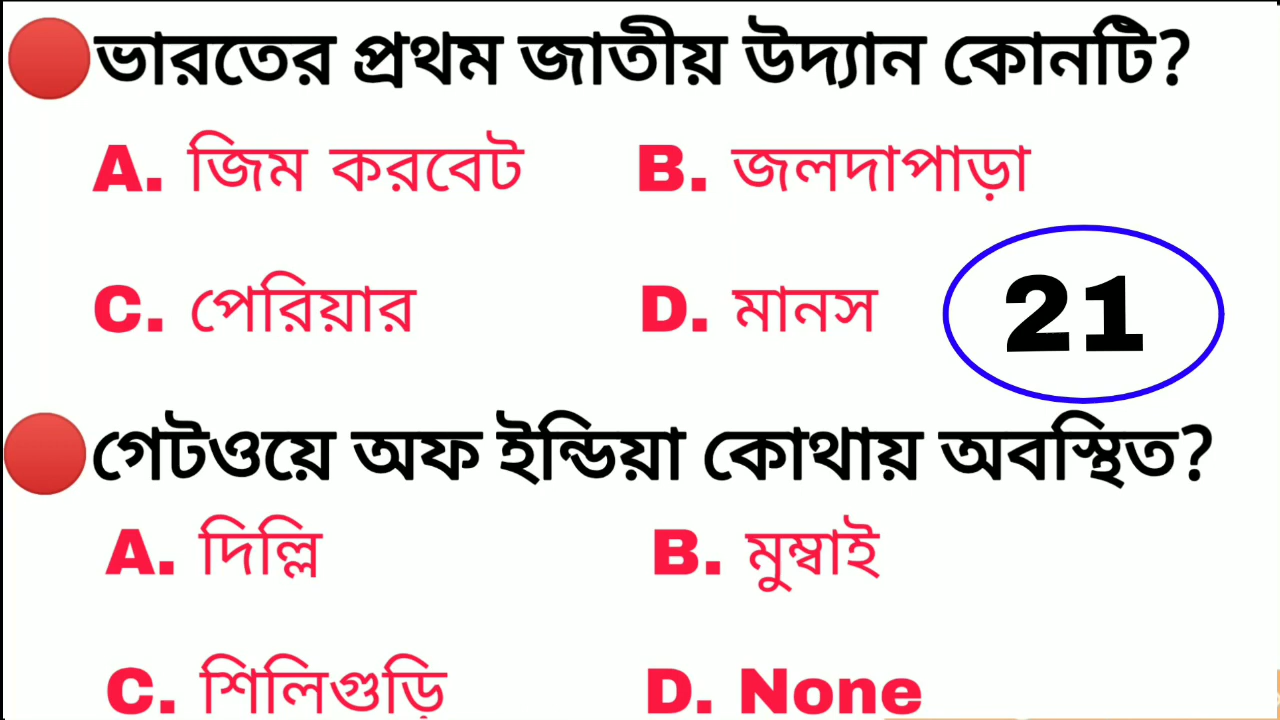 ভারতের প্রথম জাতীয় উদ্যান কোনটি?
A. জিম করবেট B. জলদাপাড়া
C. পেরিয়ার D. মানস 21
গেটওয়ে অফ ইন্ডিয়া কোথায় অবস্থিত?
A. দিল্লি B. মুম্বাই
C. শিলিগুড়ি D. None